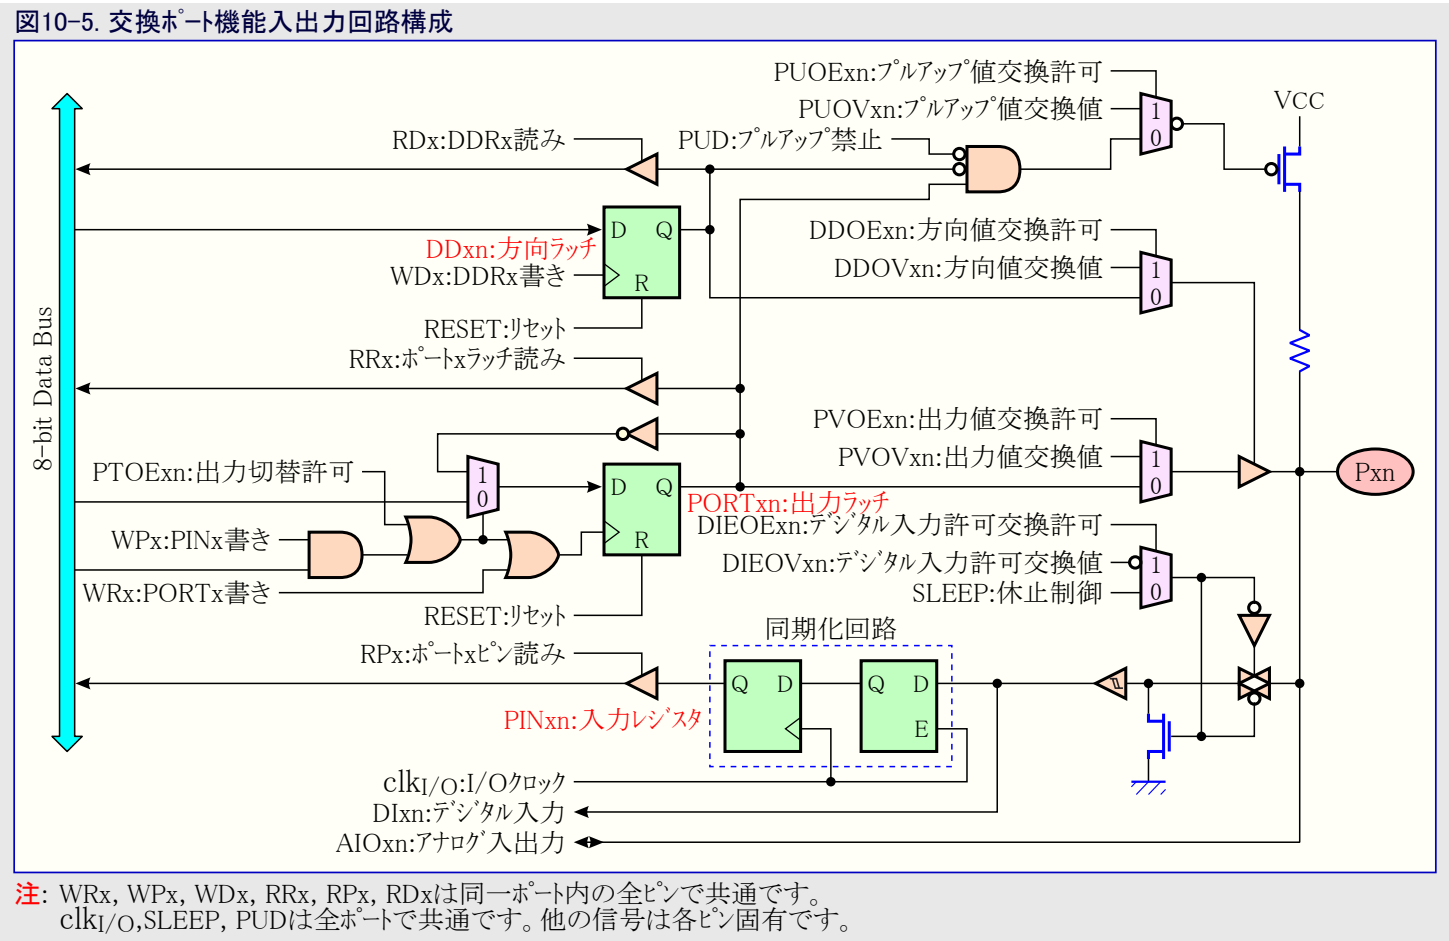 図10-5. 交換ﾎﾟｰﾄ機能入出力回路構成
PUOExn:ﾌﾟﾙｱｯﾌﾟ値交換許可
PUOVxn:ﾌﾟﾙｱｯﾌﾟ値交換値
1
0
VCC
RDx:DDRx読み
PUD:ﾌﾟﾙｱｯﾌﾟ禁止
D
Q
R
DDxn:方向ﾗｯﾁ
WDx:DDRx書き
RESET:ﾘｾｯﾄ
DDOExn:方向値交換許可
DDOVxn:方向値交換値
1
0
8-bit Data Bus
RRx:ﾎﾟｰﾄxﾗｯﾁ読み
PVOExn:出力値交換許可
PVOVxn:出力値交換値
1
0
Pxn
PTOExn:出力切替許可
1
0
D
Q
R
PORTxn:出力ﾗｯﾁ
WPx:PINx書き
WRx:PORTx書き
RESET:ﾘｾｯﾄ
DIEOExn:ﾃﾞｼﾞﾀﾙ入力許可交換許可
DIEOVxn:ﾃﾞｼﾞﾀﾙ入力許可交換値
SLEEP:休止制御
1
0
同期化回路
RPx:ﾎﾟｰﾄxﾋﾟﾝ読み
Q
D
Q
D
E
PINxn:入力ﾚｼﾞｽﾀ
clkI/O:I/Oｸﾛｯｸ
DIxn:ﾃﾞｼﾞﾀﾙ入力
AIOxn:ｱﾅﾛｸﾞ入出力
注: WRx, WPx, WDx, RRx, RPx, RDxは同一ﾎﾟｰﾄ内の全ﾋﾟﾝで共通です。
clkI/O,SLEEP, PUDは全ﾎﾟｰﾄで共通です。他の信号は各ﾋﾟﾝ固有です。